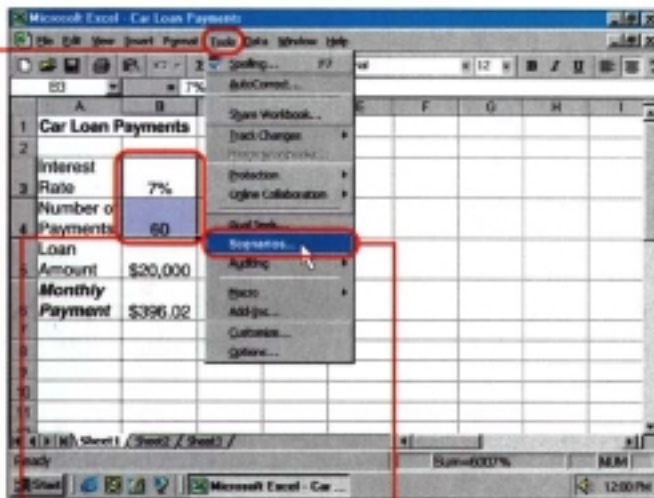 Microsoft Excel - Car Loan Payments
File Edit View Insert Format Tools Data Window Help
12 B I U
B3 = 7%
A B E F G H I
1 Car Loan Payments
2
Interest
3 Rate 7%
Number of
4 Payments 60
Loan
5 Amount $20,000
Monthly
6 Payment $396.02
7
8
9
10
11
Spelling... F7
AutoCorrect...
Share Workbook...
Track Changes
Protection
Online Collaboration
Goal Seek...
Scenarios...
Auditing
Macro
Add-Ins...
Customize...
Options...
Sheet1 / Sheet2 / Sheet3 /
Ready Sum=6007% NUM
Start Microsoft Excel - Car ... 12:00 PM